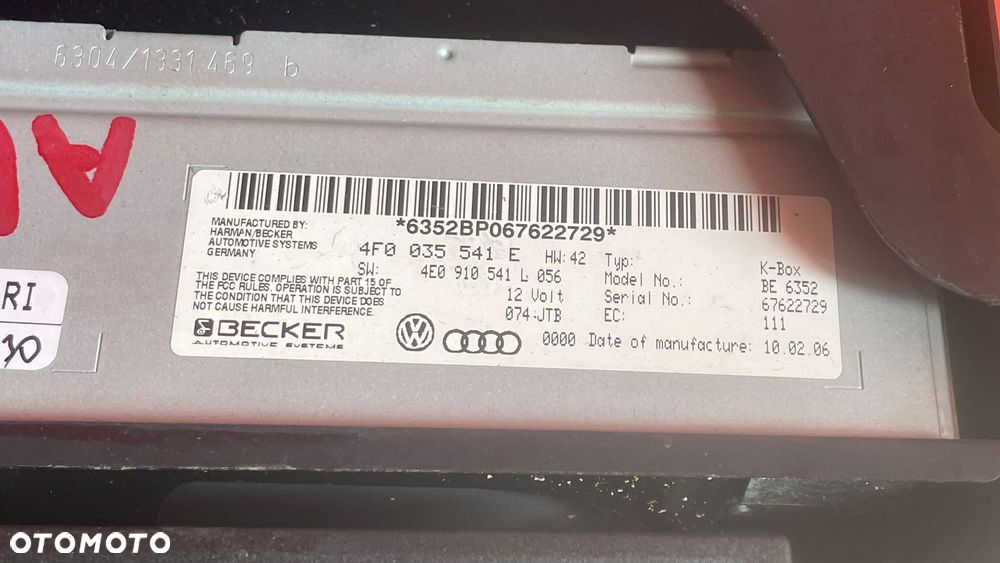 6304/1331469 b
AU
RI
30
*6352BP067622729*
MANUFACTURED BY:
HARMAN/BECKER
AUTOMOTIVE SYSTEMS
GERMANY
4F0 035 541 E HW: 42
SW: 4E0 910 541 L 056
12 Volt
074-JTB
Typ: K-Box
Model No.: BE 6352
Serial No.: 67622729
EC: 111
THIS DEVICE COMPLIES WITH PART 15 OF
THE FCC RULES. OPERATION IS SUBJECT TO
THE CONDITION THAT THIS DEVICE DOES
NOT CAUSE HARMFUL INTERFERENCE.
BECKER
AUTOMOTIVE SYSTEMS
0000 Date of manufacture: 10.02.06
OTOMOTO